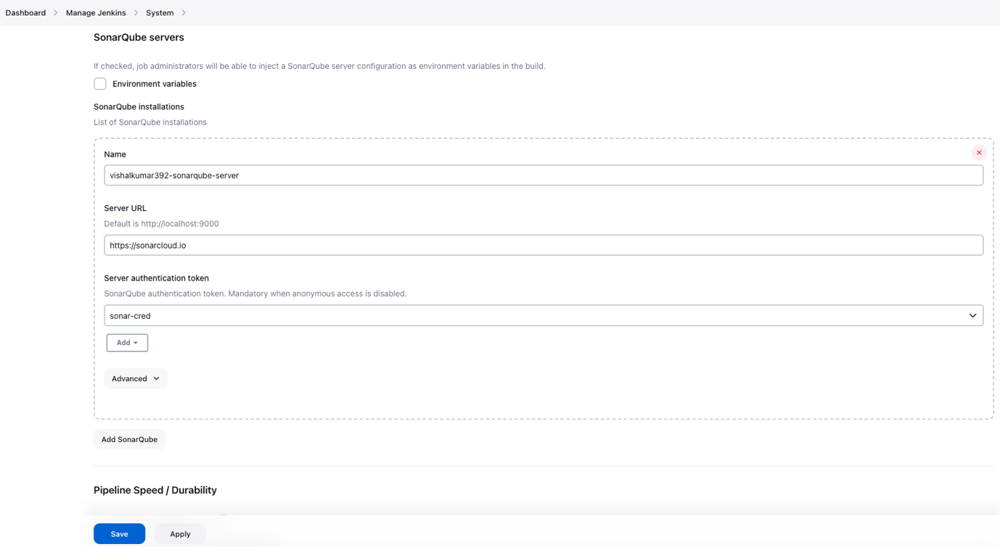 Dashboard > Manage Jenkins > System >
SonarQube servers
If checked, job administrators will be able to inject a SonarQube server configuration as environment variables in the build.
Environment variables
SonarQube installations
List of SonarQube installations
Name
vishalkumar392-sonarqube-server
Server URL
Default is http://localhost:9000
https://sonarcloud.io
Server authentication token
SonarQube authentication token. Mandatory when anonymous access is disabled.
sonar-cred
Add
Advanced
Add SonarQube
Pipeline Speed / Durability
Save Apply